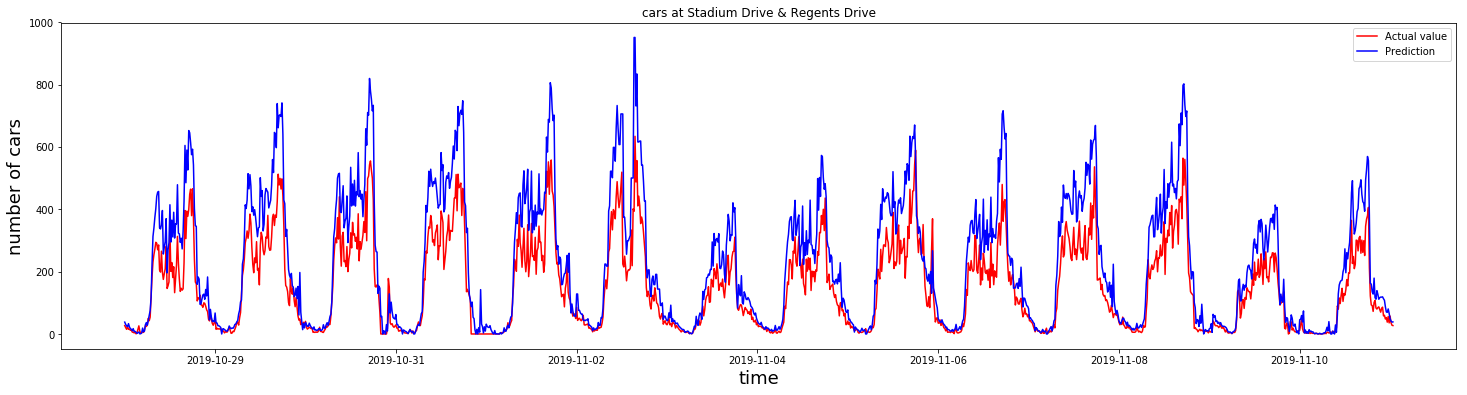 cars at Stadium Drive & Regents Drive
Actual value
Prediction
number of cars
1000
800
600
400
200
0
2019-10-29 2019-10-31 2019-11-02 2019-11-04 2019-11-06 2019-11-08 2019-11-10
time